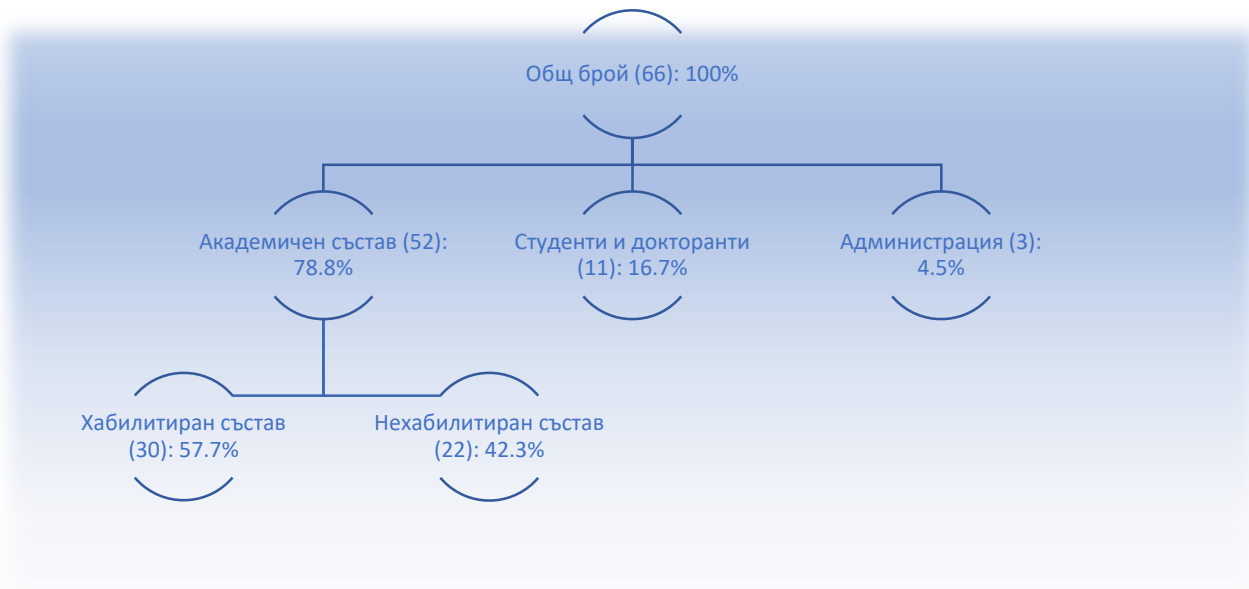 Общ брой (66): 100%
Академичен състав (52):
78.8%
Студенти и докторанти
(11): 16.7%
Администрация (3):
4.5%
Хабилитиран състав
(30): 57.7%
Нехабилитиран състав
(22): 42.3%